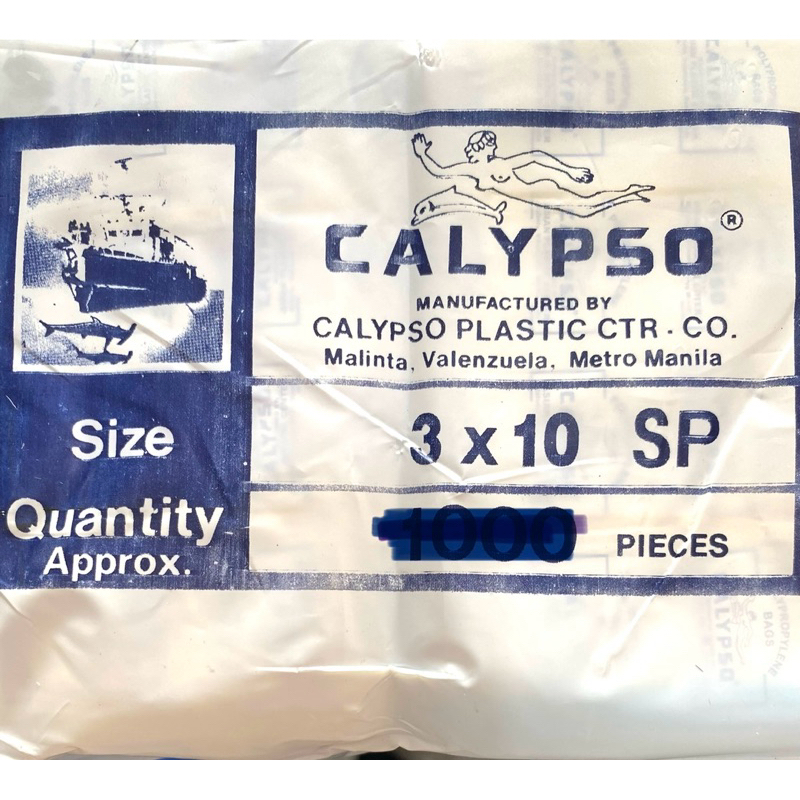 CALYPSO®
MANUFACTURED BY
CALYPSO PLASTIC CTR. CO.
Malinta, Valenzuela, Metro Manila
Size 3 x 10 SP
Quantity 1000 PIECES
Approx.